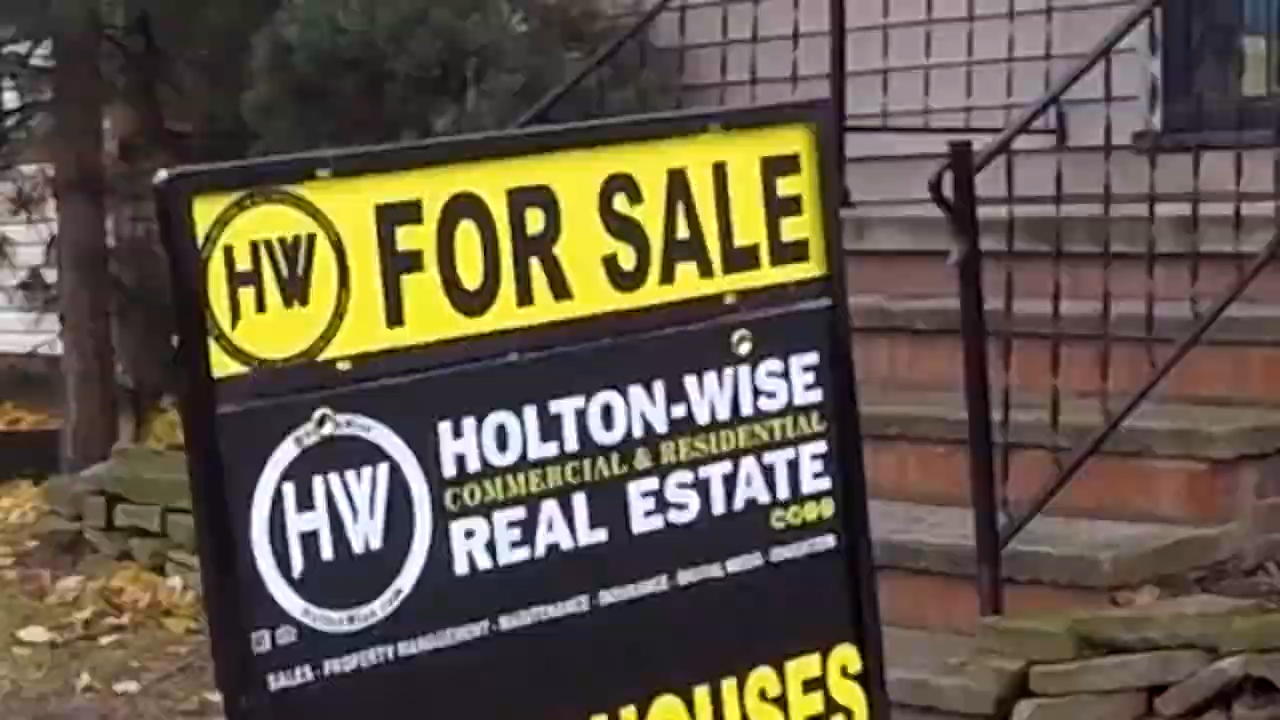 HW FOR SALE
HOLTON-WISE
COMMERCIAL & RESIDENTIAL
HW
REAL ESTATE
SALES - PROPERTY MANAGEMENT - MAINTENANCE - INSURANCE
HOUSES